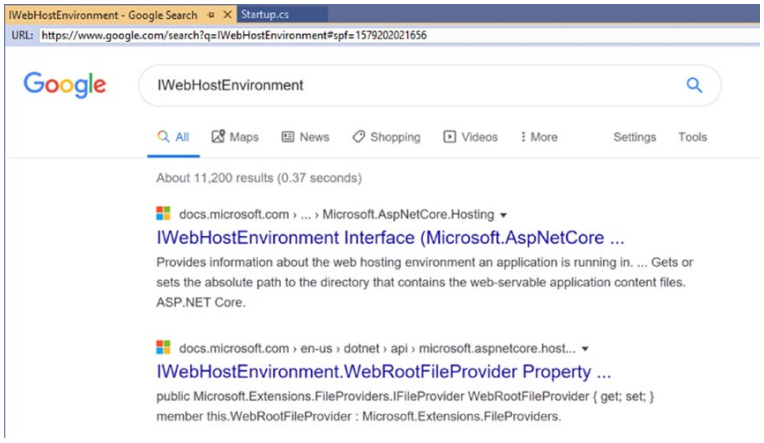 IWebHostEnvironment - Google Search Startup.cs
URL: https://www.google.com/search?q=IWebHostEnvironment#spf=1579202021656
Google IWebHostEnvironment
All Maps News Shopping Videos More Settings Tools
About 11,200 results (0.37 seconds)
docs.microsoft.com › ... › Microsoft.AspNetCore.Hosting
IWebHostEnvironment Interface (Microsoft.AspNetCore ...
Provides information about the web hosting environment an application is running in. ... Gets or
sets the absolute path to the directory that contains the web-servable application content files.
ASP.NET Core.
docs.microsoft.com › en-us › dotnet › api › microsoft.aspnetcore.host...
IWebHostEnvironment.WebRootFileProvider Property ...
public Microsoft.Extensions.FileProviders.IFileProvider WebRootFileProvider { get; set; }
member this.WebRootFileProvider : Microsoft.Extensions.FileProviders.